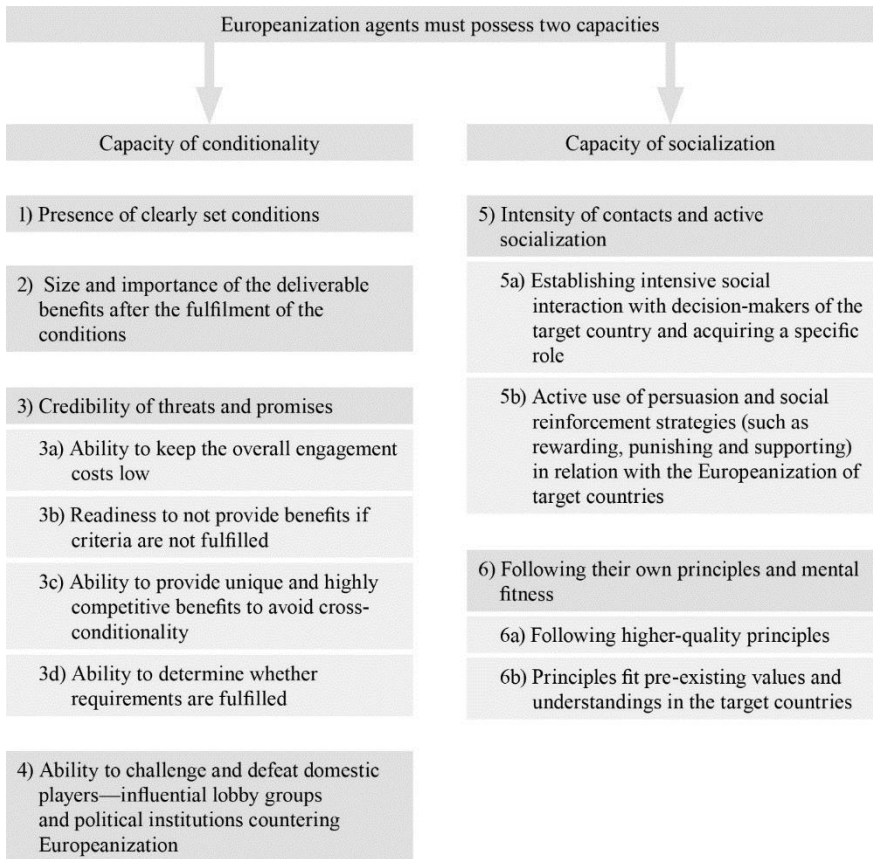 Europeanization agents must possess two capacities
Capacity of conditionality
1) Presence of clearly set conditions
2) Size and importance of the deliverable
benefits after the fulfilment of the
conditions
3) Credibility of threats and promises
3a) Ability to keep the overall engagement
costs low
3b) Readiness to not provide benefits if
criteria are not fulfilled
3c) Ability to provide unique and highly
competitive benefits to avoid cross-
conditionality
3d) Ability to determine whether
requirements are fulfilled
4) Ability to challenge and defeat domestic
players—influential lobby groups
and political institutions countering
Europeanization
Capacity of socialization
5) Intensity of contacts and active
socialization
5a) Establishing intensive social
interaction with decision-makers of the
target country and acquiring a specific
role
5b) Active use of persuasion and social
reinforcement strategies (such as
rewarding, punishing and supporting)
in relation with the Europeanization of
target countries
6) Following their own principles and mental
fitness
6a) Following higher-quality principles
6b) Principles fit pre-existing values and
understandings in the target countries